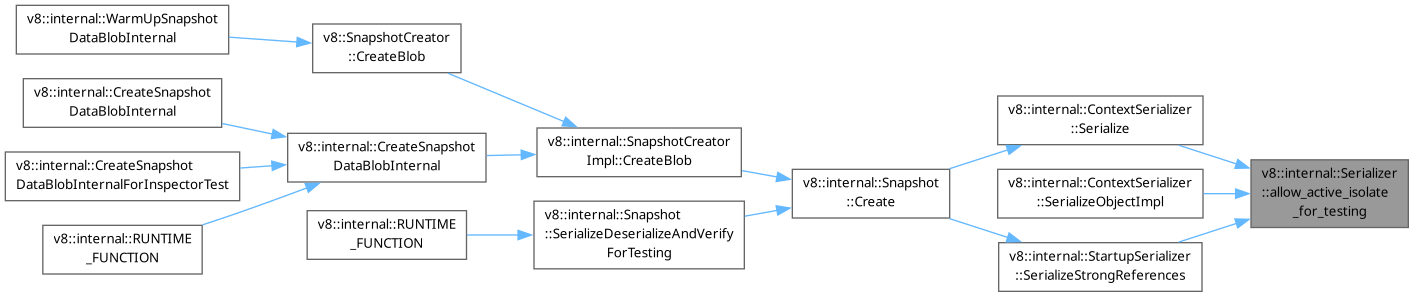 v8::internal::WarmUpSnapshot
DataBlobInternal
v8::SnapshotCreator
::CreateBlob
v8::internal::CreateSnapshot
DataBlobInternal
v8::internal::CreateSnapshot
DataBlobInternalForInspectorTest
v8::internal::RUNTIME
_FUNCTION
v8::internal::CreateSnapshot
DataBlobInternal
v8::internal::RUNTIME
_FUNCTION
v8::internal::SnapshotCreator
Impl::CreateBlob
v8::internal::Snapshot
::SerializeDeserializeAndVerify
ForTesting
v8::internal::Snapshot
::Create
v8::internal::ContextSerializer
::Serialize
v8::internal::ContextSerializer
::SerializeObjectImpl
v8::internal::StartupSerializer
::SerializeStrongReferences
v8::internal::Serializer
::allow_active_isolate
_for_testing